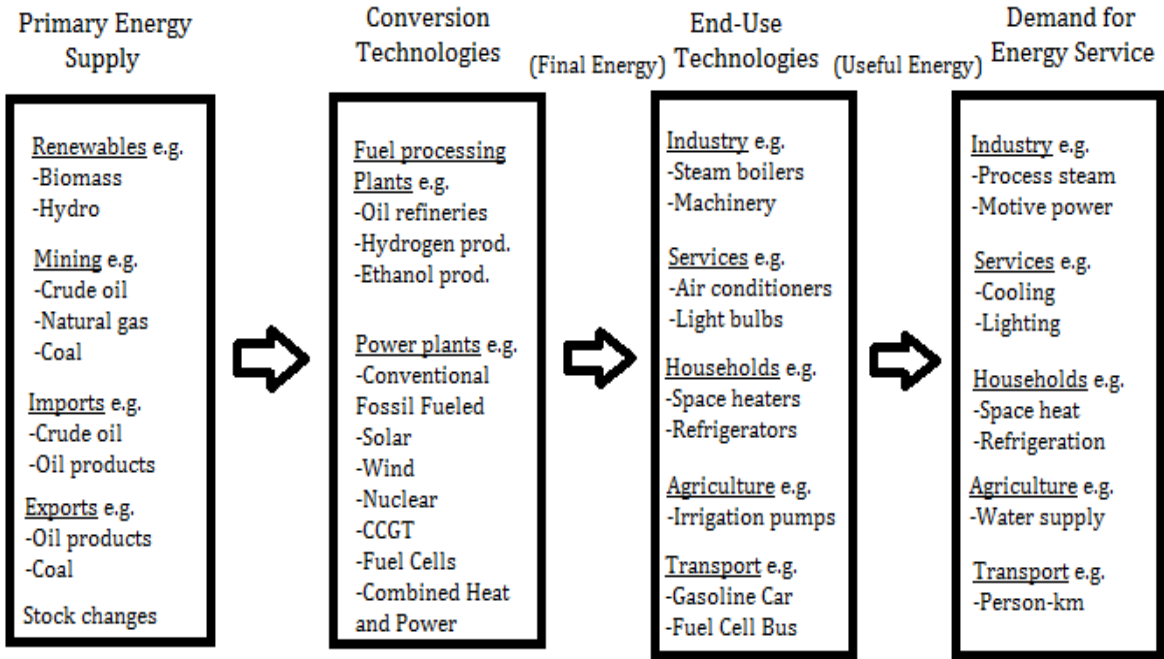 Primary Energy
Supply
Renewables e.g.
-Biomass
-Hydro
Mining e.g.
-Crude oil
-Natural gas
-Coal
Imports e.g.
-Crude oil
-Oil products
Exports e.g.
-Oil products
-Coal
Stock changes
Conversion
Technologies
Fuel processing
Plants e.g.
-Oil refineries
-Hydrogen prod.
-Ethanol prod.
Power plants e.g.
-Conventional
Fossil Fueled
-Solar
-Wind
-Nuclear
-CCGT
-Fuel Cells
-Combined Heat
and Power
(Final Energy)
End-Use
Technologies
Industry e.g.
-Steam boilers
-Machinery
Services e.g.
-Air conditioners
-Light bulbs
Households e.g.
-Space heaters
-Refrigerators
Agriculture e.g.
-Irrigation pumps
Transport e.g.
-Gasoline Car
-Fuel Cell Bus
(Useful Energy)
Demand for
Energy Service
Industry e.g.
-Process steam
-Motive power
Services e.g.
-Cooling
-Lighting
Households e.g.
-Space heat
-Refrigeration
Agriculture e.g.
-Water supply
Transport e.g.
-Person-km